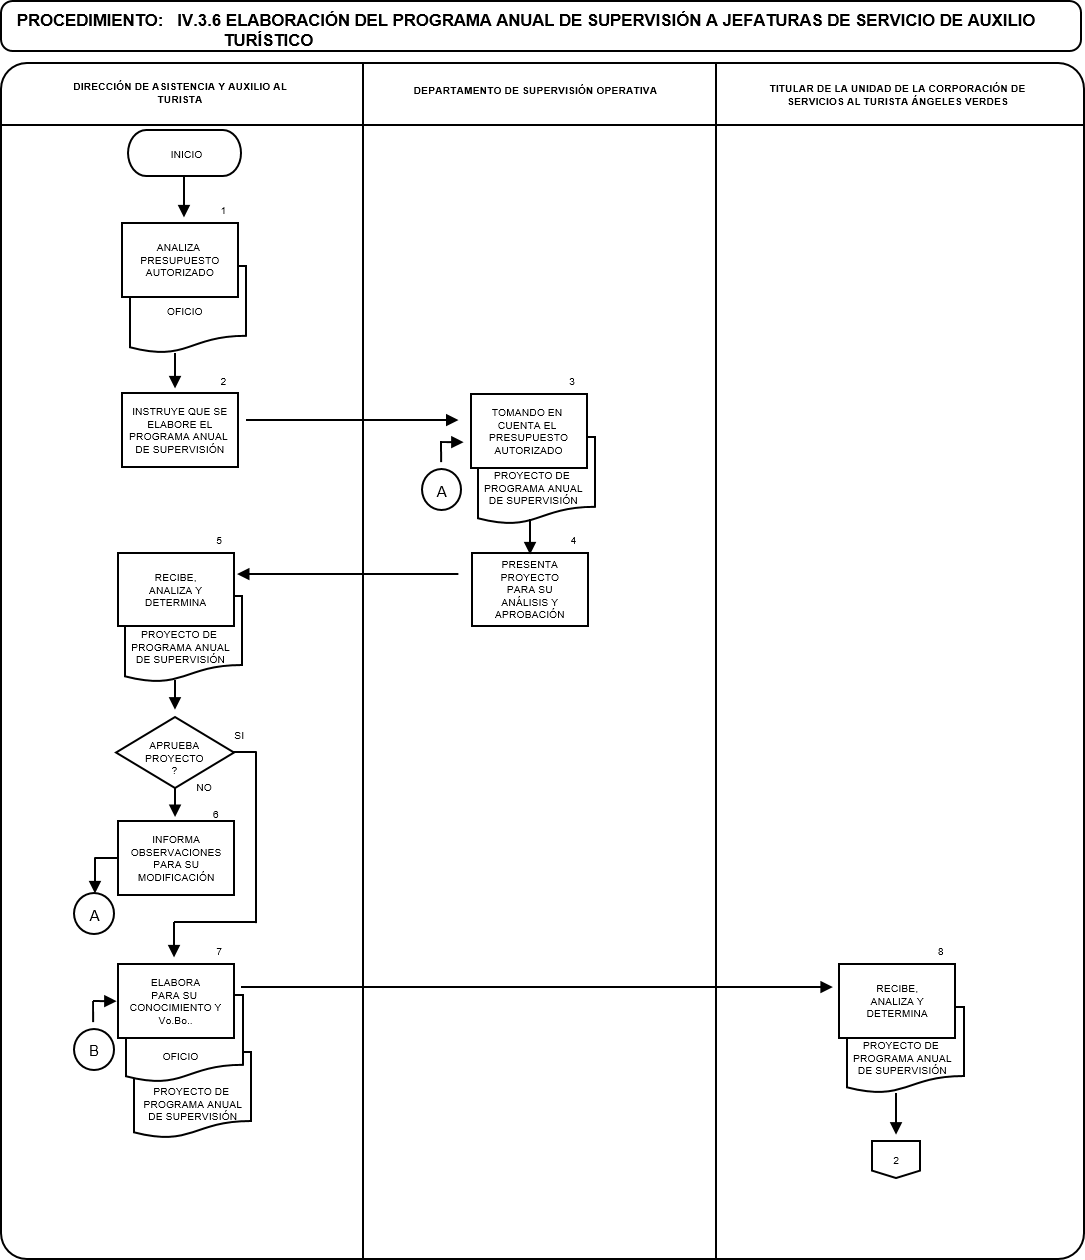 PROCEDIMIENTO: IV.3.6 ELABORACIÓN DEL PROGRAMA ANUAL DE SUPERVISIÓN A JEFATURAS DE SERVICIO DE AUXILIO
TURÍSTICO
DIRECCIÓN DE ASISTENCIA Y AUXILIO AL
TURISTA
DEPARTAMENTO DE SUPERVISIÓN OPERATIVA
TITULAR DE LA UNIDAD DE LA CORPORACIÓN DE
SERVICIOS AL TURISTA ÁNGELES VERDES
INICIO
1
ANALIZA
PRESUPUESTO
AUTORIZADO
OFICIO
2
INSTRUYE QUE SE
ELABORE EL
PROGRAMA ANUAL
DE SUPERVISIÓN
3
TOMANDO EN
CUENTA EL
PRESUPUESTO
AUTORIZADO
A
PROYECTO DE
PROGRAMA ANUAL
DE SUPERVISIÓN
4
PRESENTA
PROYECTO
PARA SU
ANÁLISIS Y
APROBACIÓN
5
RECIBE,
ANALIZA Y
DETERMINA
PROYECTO DE
PROGRAMA ANUAL
DE SUPERVISIÓN
APRUEBA
PROYECTO
?
SI
NO
6
INFORMA
OBSERVACIONES
PARA SU
MODIFICACIÓN
A
7
ELABORA
PARA SU
CONOCIMIENTO Y
Vo.Bo..
B
OFICIO
PROYECTO DE
PROGRAMA ANUAL
DE SUPERVISIÓN
8
RECIBE,
ANALIZA Y
DETERMINA
PROYECTO DE
PROGRAMA ANUAL
DE SUPERVISIÓN
2